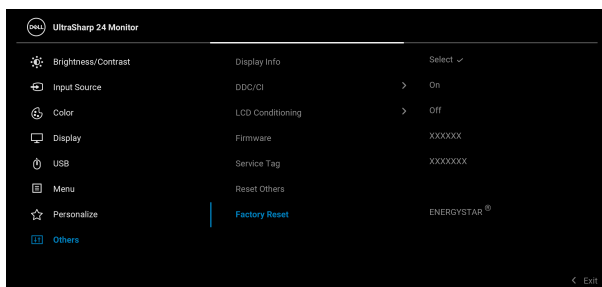 DELL UltraSharp 24 Monitor
Brightness/Contrast Display Info Select ✓
Input Source DDC/CI > On
Color LCD Conditioning > Off
Display Firmware XXXXXX
USB Service Tag XXXXXXX
Menu Reset Others
Personalize Factory Reset ENERGYSTAR ®
Others
< Exit